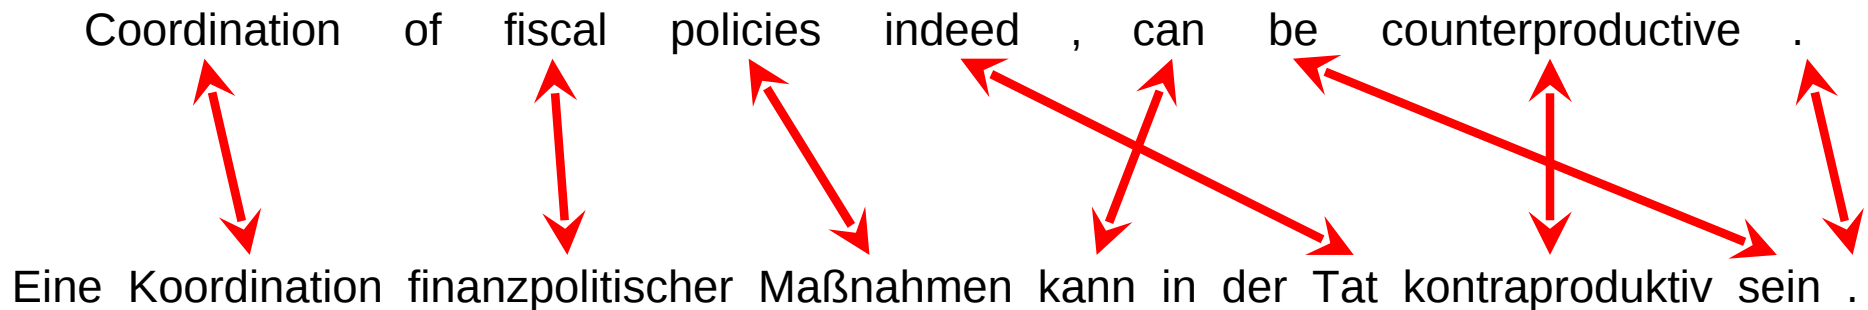 Coordination of fiscal policies indeed , can be counterproductive .
Eine Koordination finanzpolitischer Maßnahmen kann in der Tat kontraproduktiv sein .